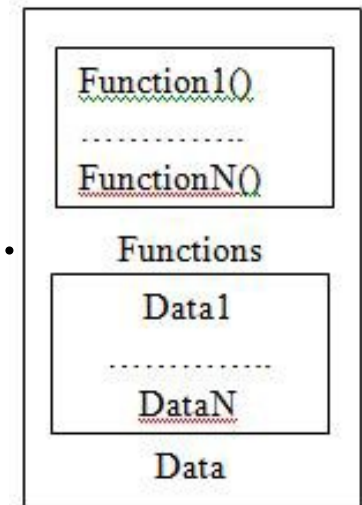 Function1()
..............
FunctionN()
Functions
Data1
..............
DataN
Data